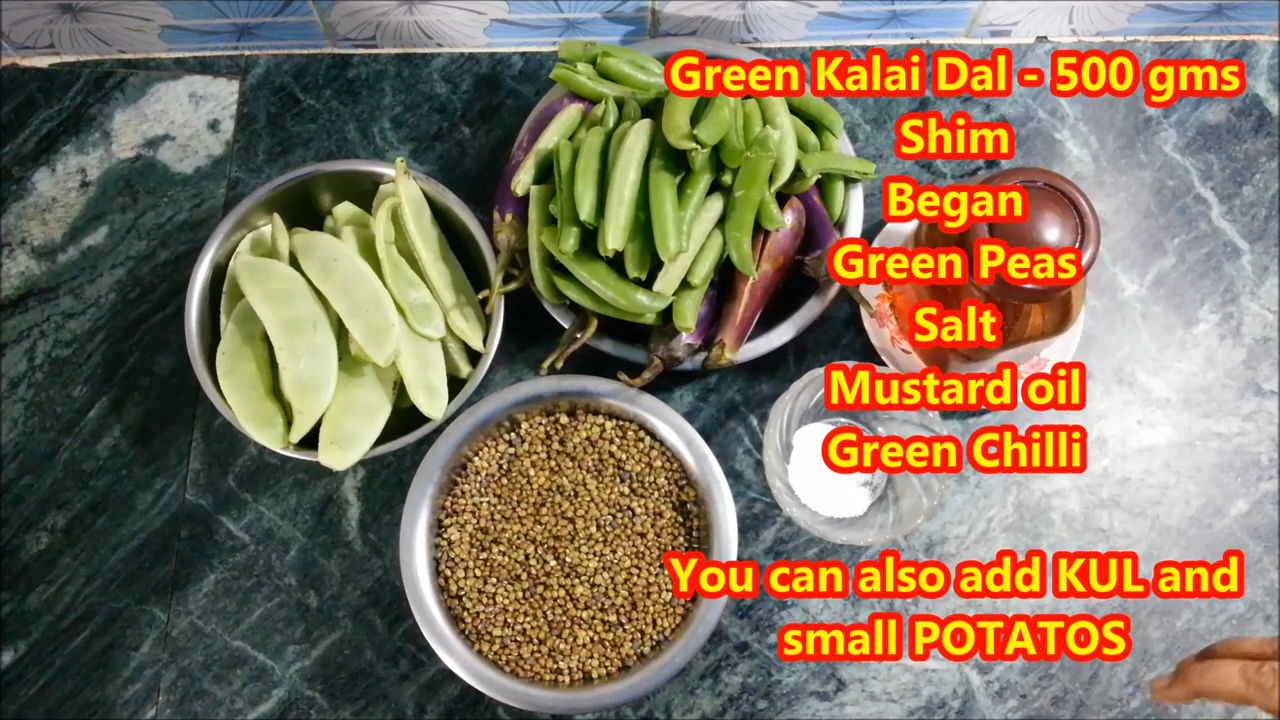 Green Kalai Dal - 500 gms
Shim
Began
Green Peas
Salt
Mustard oil
Green Chilli
You can also add KUL and
small POTATOS